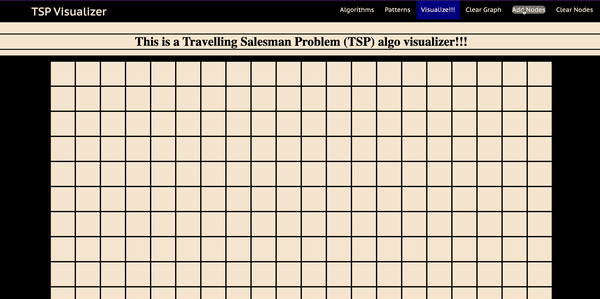 TSP Visualizer Algorithms Patterns Visualize!!! Clear Graph Add Nodes Clear Nodes
This is a Travelling Salesman Problem (TSP) algo visualizer!!!